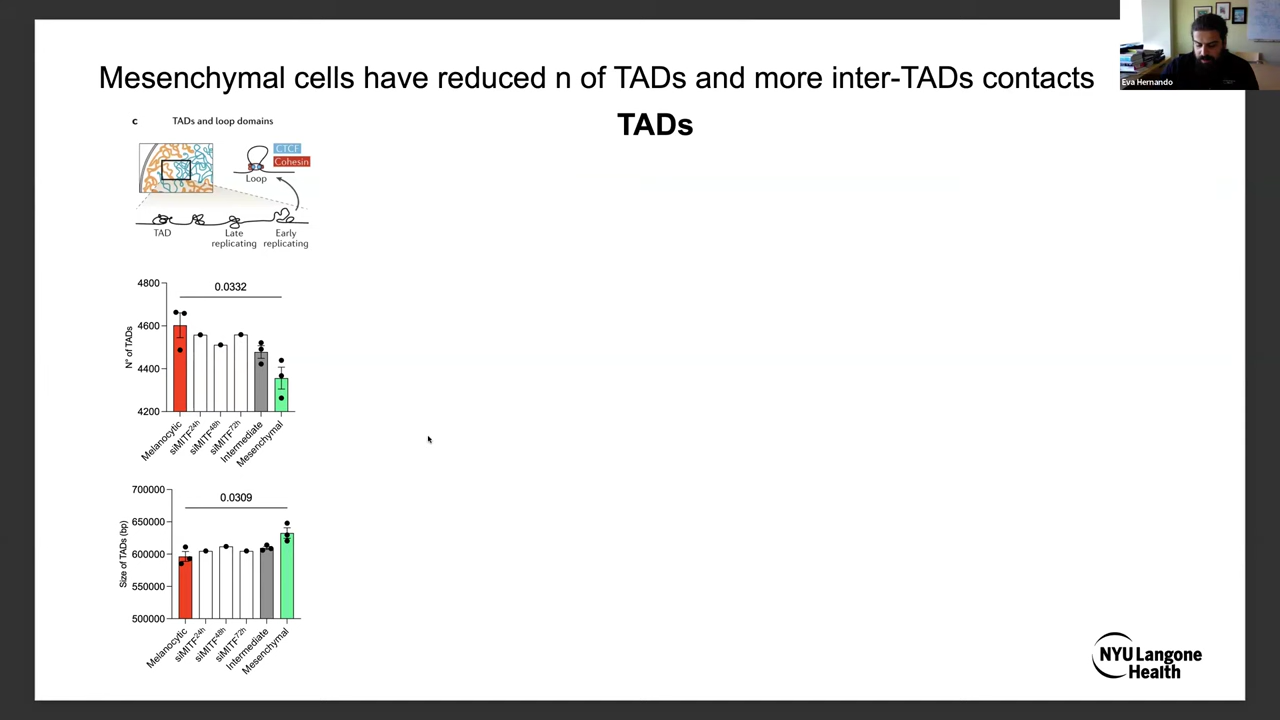 Mesenchymal cells have reduced n of TADs and more inter-TADs contacts
Eva Hernando
TADs
c TADs and loop domains
CTCF
Cohesin
Loop
TAD
Late replicating
Early replicating
4800
4600
4400
4200
N° of TADs
0.0332
Melanocytic
siMITF24h
siMITF48h
siMITF72h
Intermediate
Mesenchymal
700000
650000
600000
550000
500000
Size of TADs (bp)
0.0309
Melanocytic
siMITF24h
siMITF48h
siMITF72h
Intermediate
Mesenchymal
NYU Langone
Health